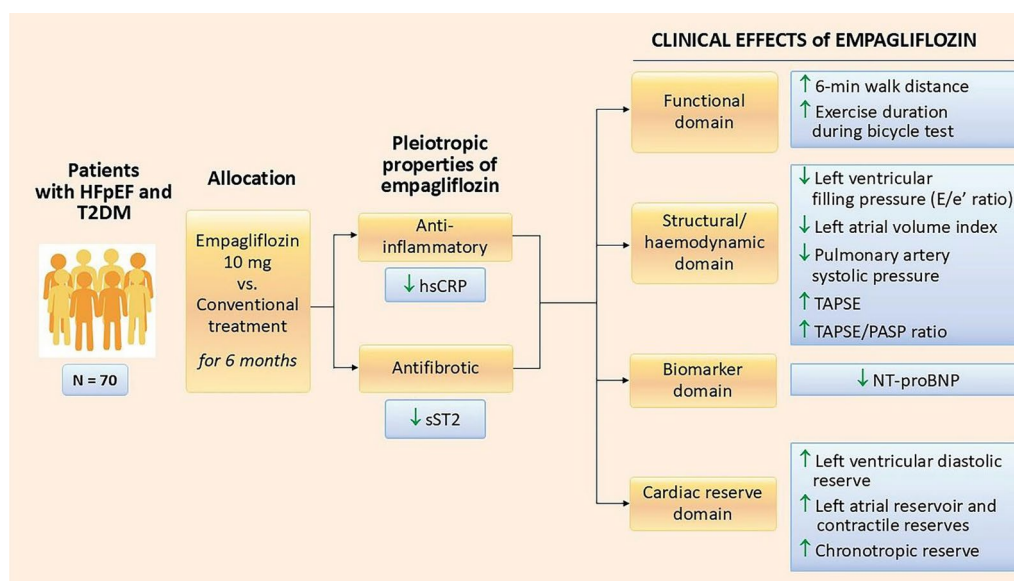 CLINICAL EFFECTS of EMPAGLIFLOZIN
Patients
with HFpEF and
T2DM
N = 70
Allocation
Empagliflozin
10 mg
vs.
Conventional
treatment
for 6 months
Pleiotropic
properties of
empagliflozin
Anti-
inflammatory
↓ hsCRP
Antifibrotic
↓ sST2
Functional
domain
↑ 6-min walk distance
↑ Exercise duration
during bicycle test
Structural/
haemodynamic
domain
↓ Left ventricular
filling pressure (E/e’ ratio)
↓ Left atrial volume index
↓ Pulmonary artery
systolic pressure
↑ TAPSE
↑ TAPSE/PASP ratio
Biomarker
domain
↓ NT-proBNP
Cardiac reserve
domain
↑ Left ventricular diastolic
reserve
↑ Left atrial reservoir and
contractile reserves
↑ Chronotropic reserve